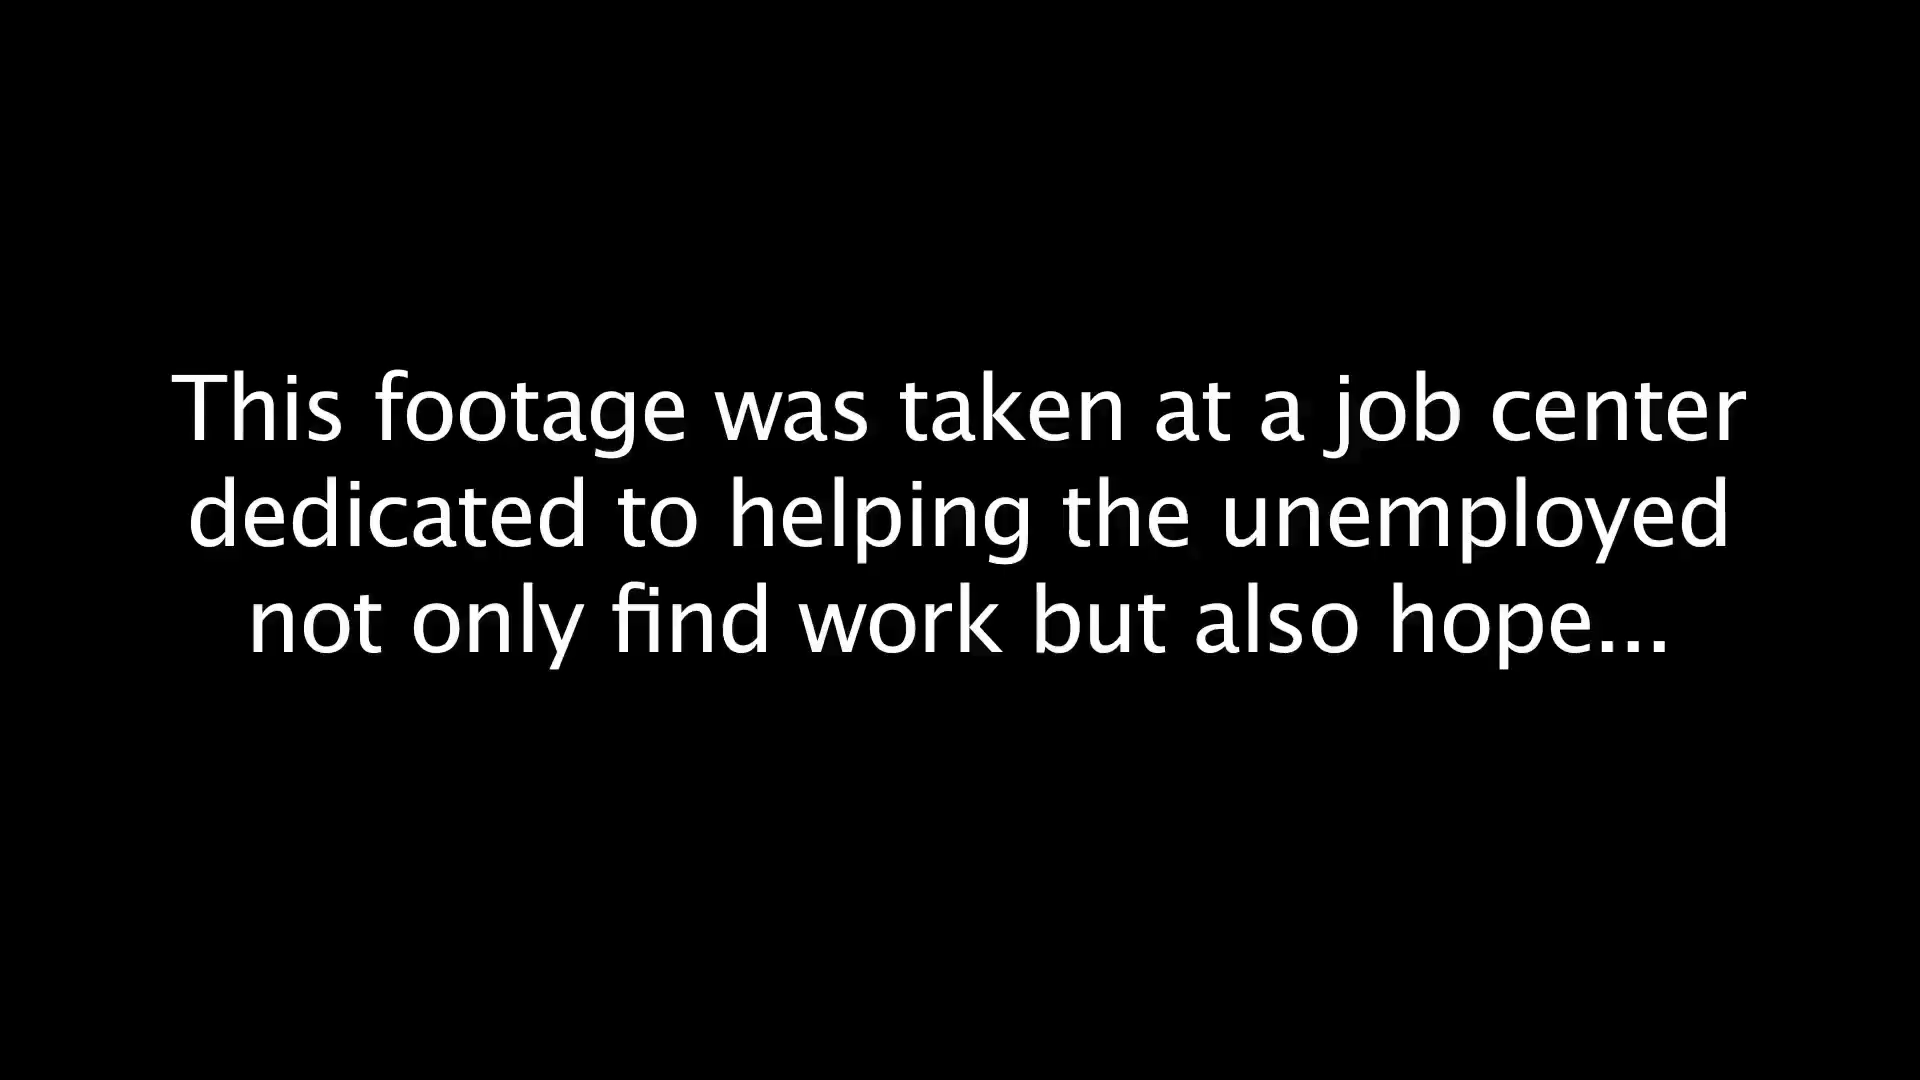 This footage was taken at a job center
dedicated to helping the unemployed
not only find work but also hope...